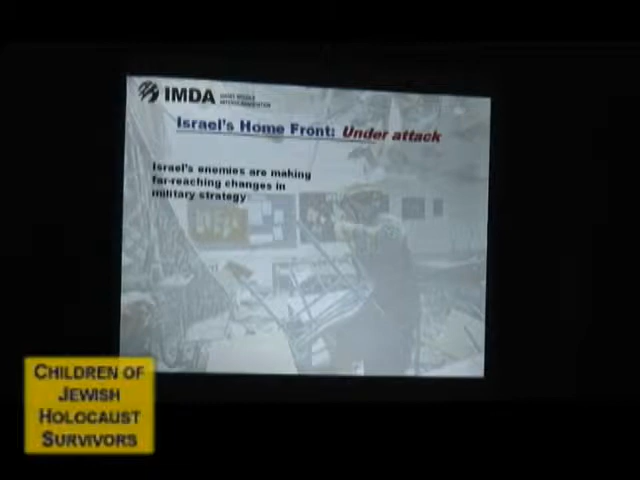 IMDA
Israel's Home Front: Under attack
Israel's enemies are making
far-reaching changes in
military strategy
CHILDREN OF
JEWISH
HOLOCAUST
SURVIVORS